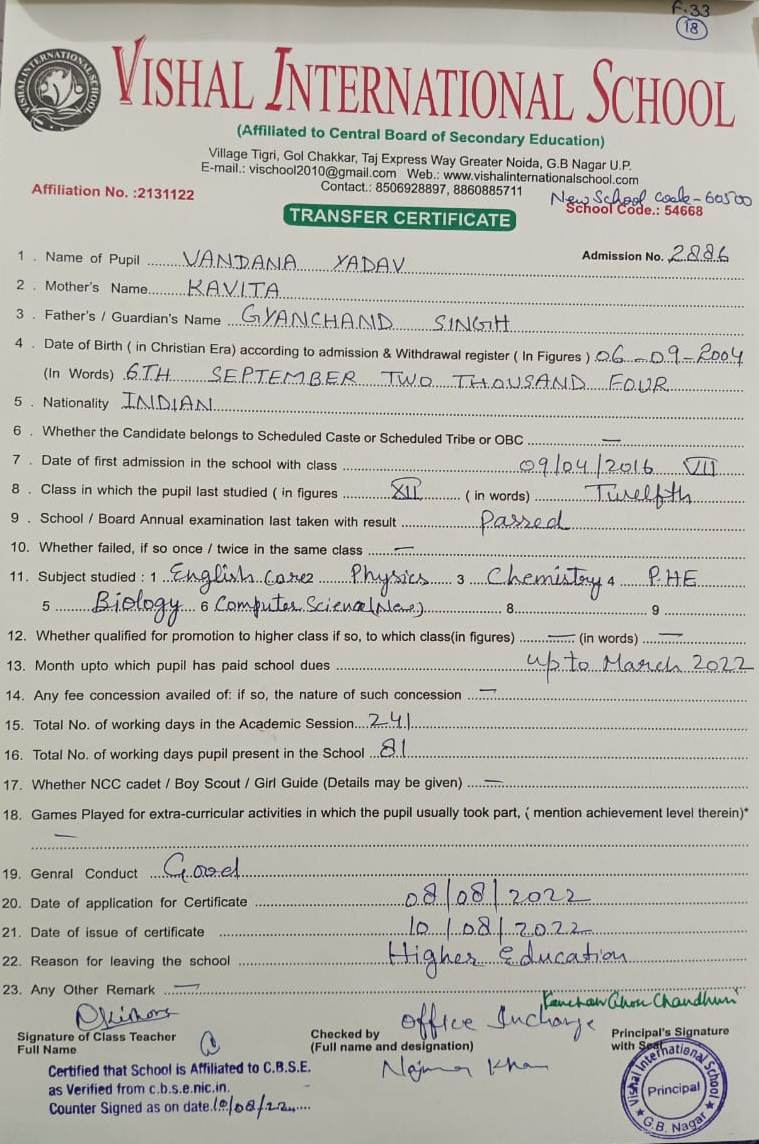 F.33
18
VISHAL INTERNATIONAL SCHOOL
VISHAL INTERNATIONAL SCHOOL
(Affiliated to Central Board of Secondary Education)
Village Tigri, Gol Chakkar, Taj Express Way Greater Noida, G.B Nagar U.P.
E-mail.: vischool2010@gmail.com Web.: www.vishalinternationalschool.com
Contact.: 8506928897, 8860885711
New School code-60500
Affiliation No. :2131122 School Code.: 54668
TRANSFER CERTIFICATE
1 . Name of Pupil VANDANA YADAV Admission No. 2886
2 . Mother's Name KAVITA
3 . Father's / Guardian's Name GYANCHAND SINGH
4 . Date of Birth ( in Christian Era) according to admission & Withdrawal register ( In Figures ) 06-09-2004
(In Words) 6TH SEPTEMBER TWO THOUSAND FOUR
5 . Nationality INDIAN
6 . Whether the Candidate belongs to Scheduled Caste or Scheduled Tribe or OBC —
7 . Date of first admission in the school with class 09/04/2016 VII
8 . Class in which the pupil last studied ( in figures XII ( in words) Twelfth
9 . School / Board Annual examination last taken with result Passed
10. Whether failed, if so once / twice in the same class —
11. Subject studied : 1 English Core 2 Physics 3 Chemistry 4 P.HE
5 Biology 6 Computer Science(New) 8 9
12. Whether qualified for promotion to higher class if so, to which class(in figures) — (in words) —
13. Month upto which pupil has paid school dues upto March 2022
14. Any fee concession availed of: if so, the nature of such concession —
15. Total No. of working days in the Academic Session 241
16. Total No. of working days pupil present in the School 81
17. Whether NCC cadet / Boy Scout / Girl Guide (Details may be given) —
18. Games Played for extra-curricular activities in which the pupil usually took part, ( mention achievement level therein)*
—
19. Genral Conduct Good
20. Date of application for Certificate 08/08/2022
21. Date of issue of certificate 10/08/2022
22. Reason for leaving the school Higher Education
23. Any Other Remark —
Office Incharge
Signature of Class Teacher Checked by Principal's Signature
Full Name (Full name and designation) with Seal
Najma Khan
Certified that School is Affiliated to C.B.S.E.
as Verified from c.b.s.e.nic.in.
Counter Signed as on date 10/08/22
Vishal International School
Principal
G.B. Nagar